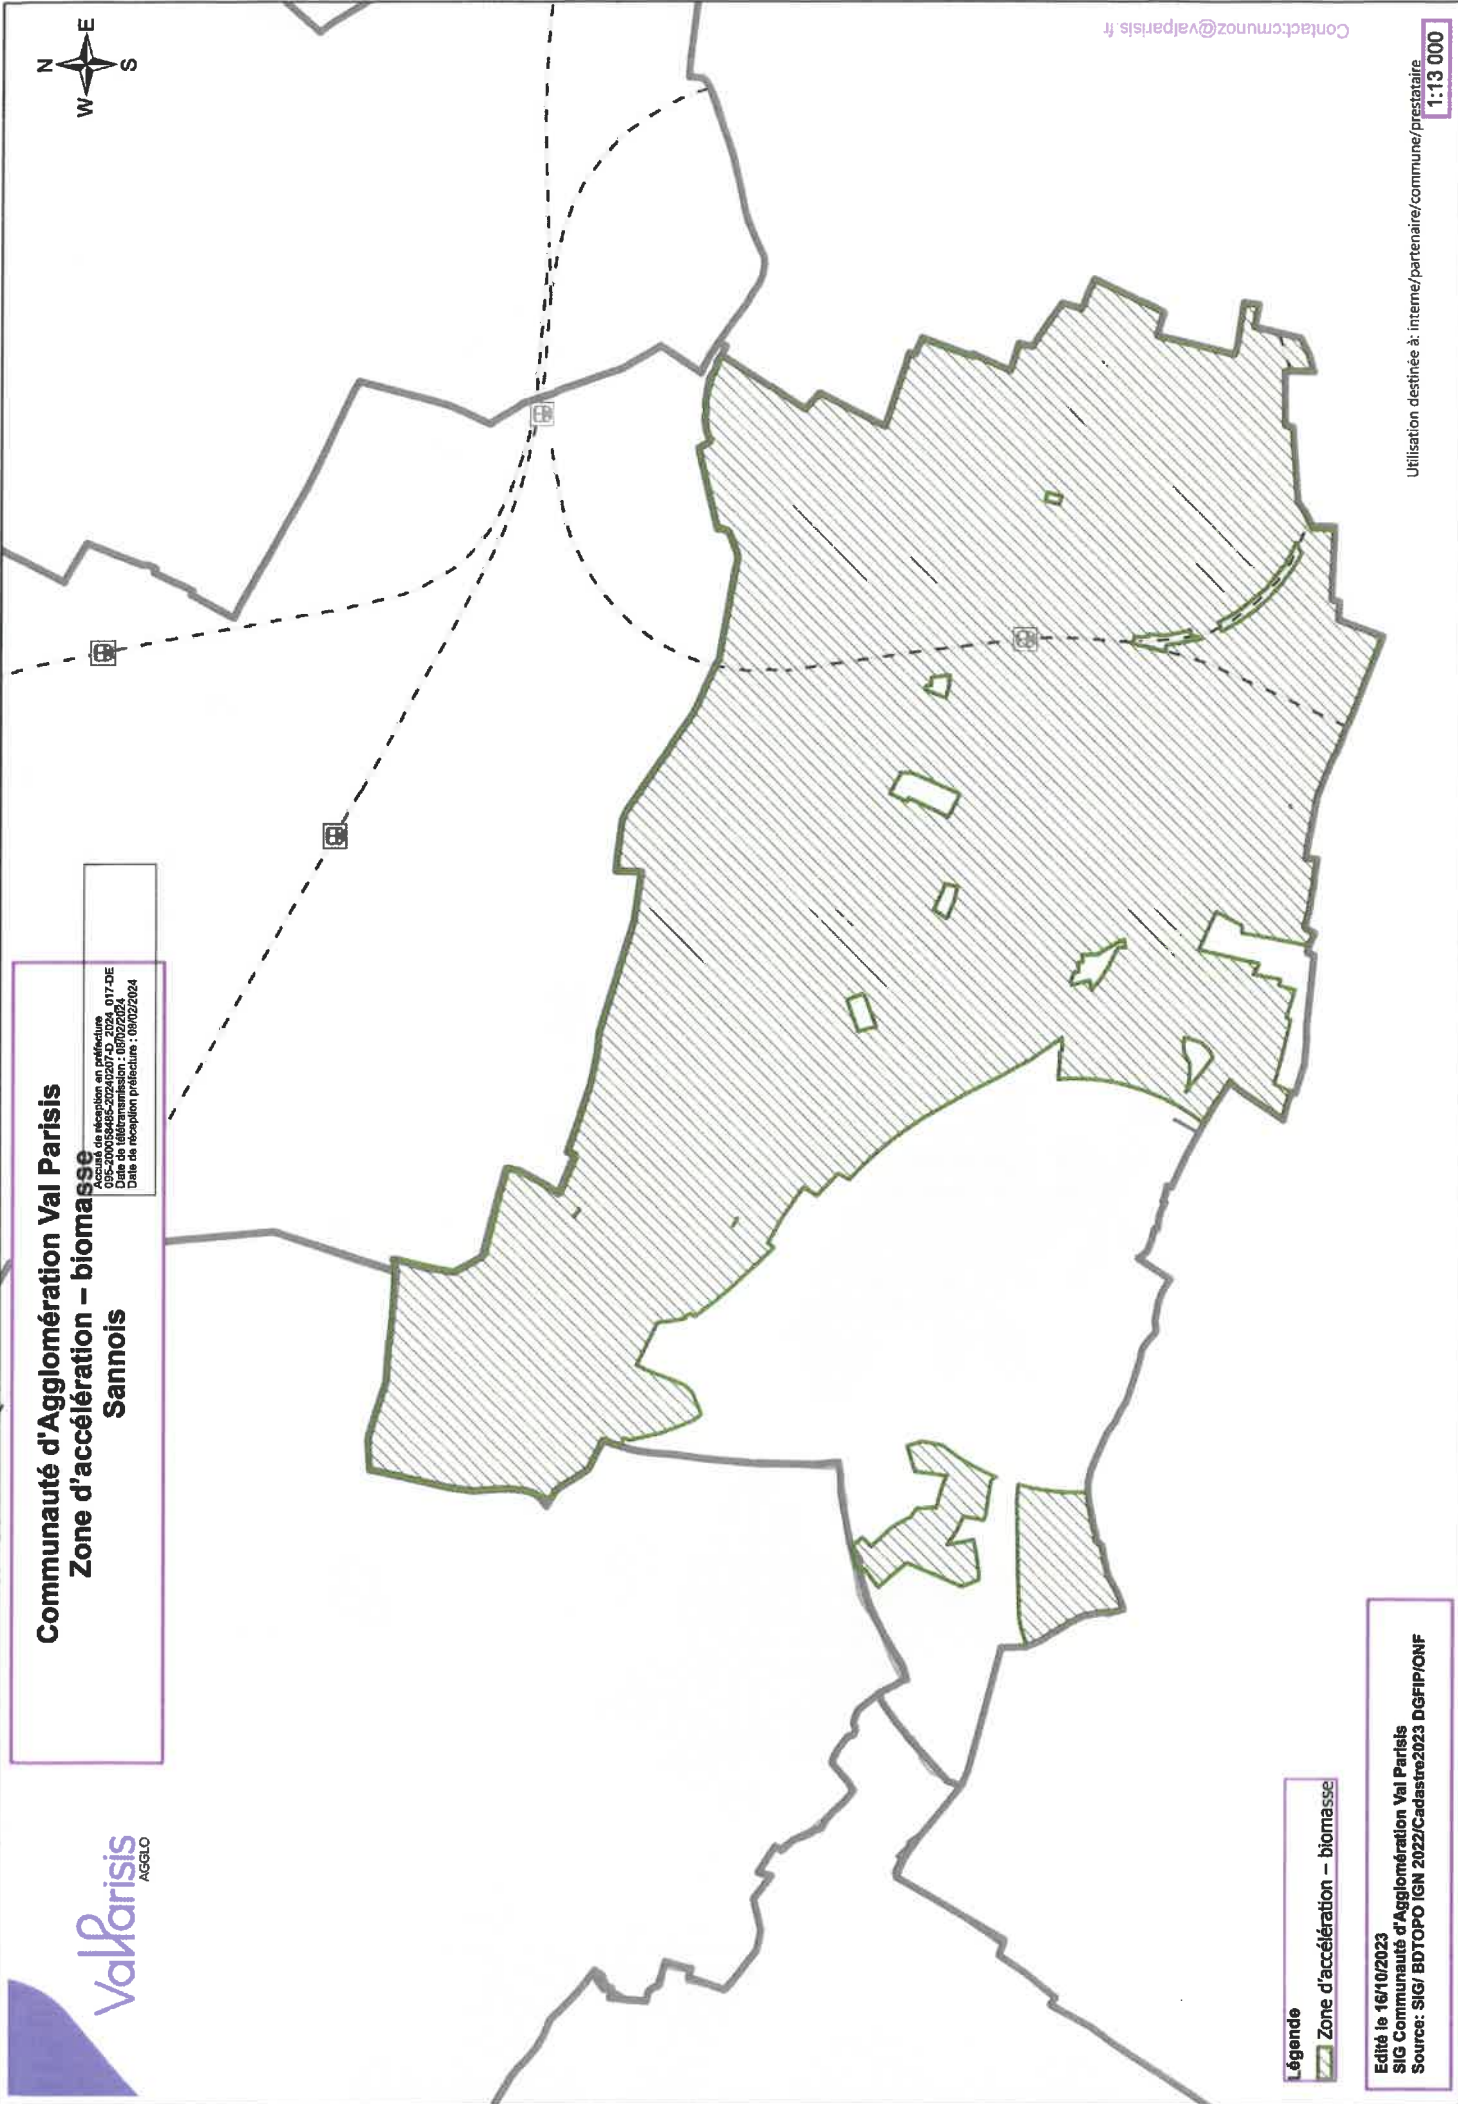 ValParisis
AGGLO
Communauté d'Agglomération Val Parisis
Zone d'accélération – biomasse
Sannois
Accusé de réception en préfecture
095-200058485-20240207-D_2024_017-DE
Date de télétransmission : 08/02/2024
Date de réception préfecture : 08/02/2024
N
W E
S
Légende
Zone d'accélération – biomasse
Edité le 16/10/2023
SIG Communauté d'Agglomération Val Parisis
Source: SIG/ BDTOPO IGN 2022/Cadastre2023 DGFIP/ONF
Utilisation destinée à: interne/partenaire/commune/prestataire
1:13 000
Contact:cmunoz@valparisis.fr